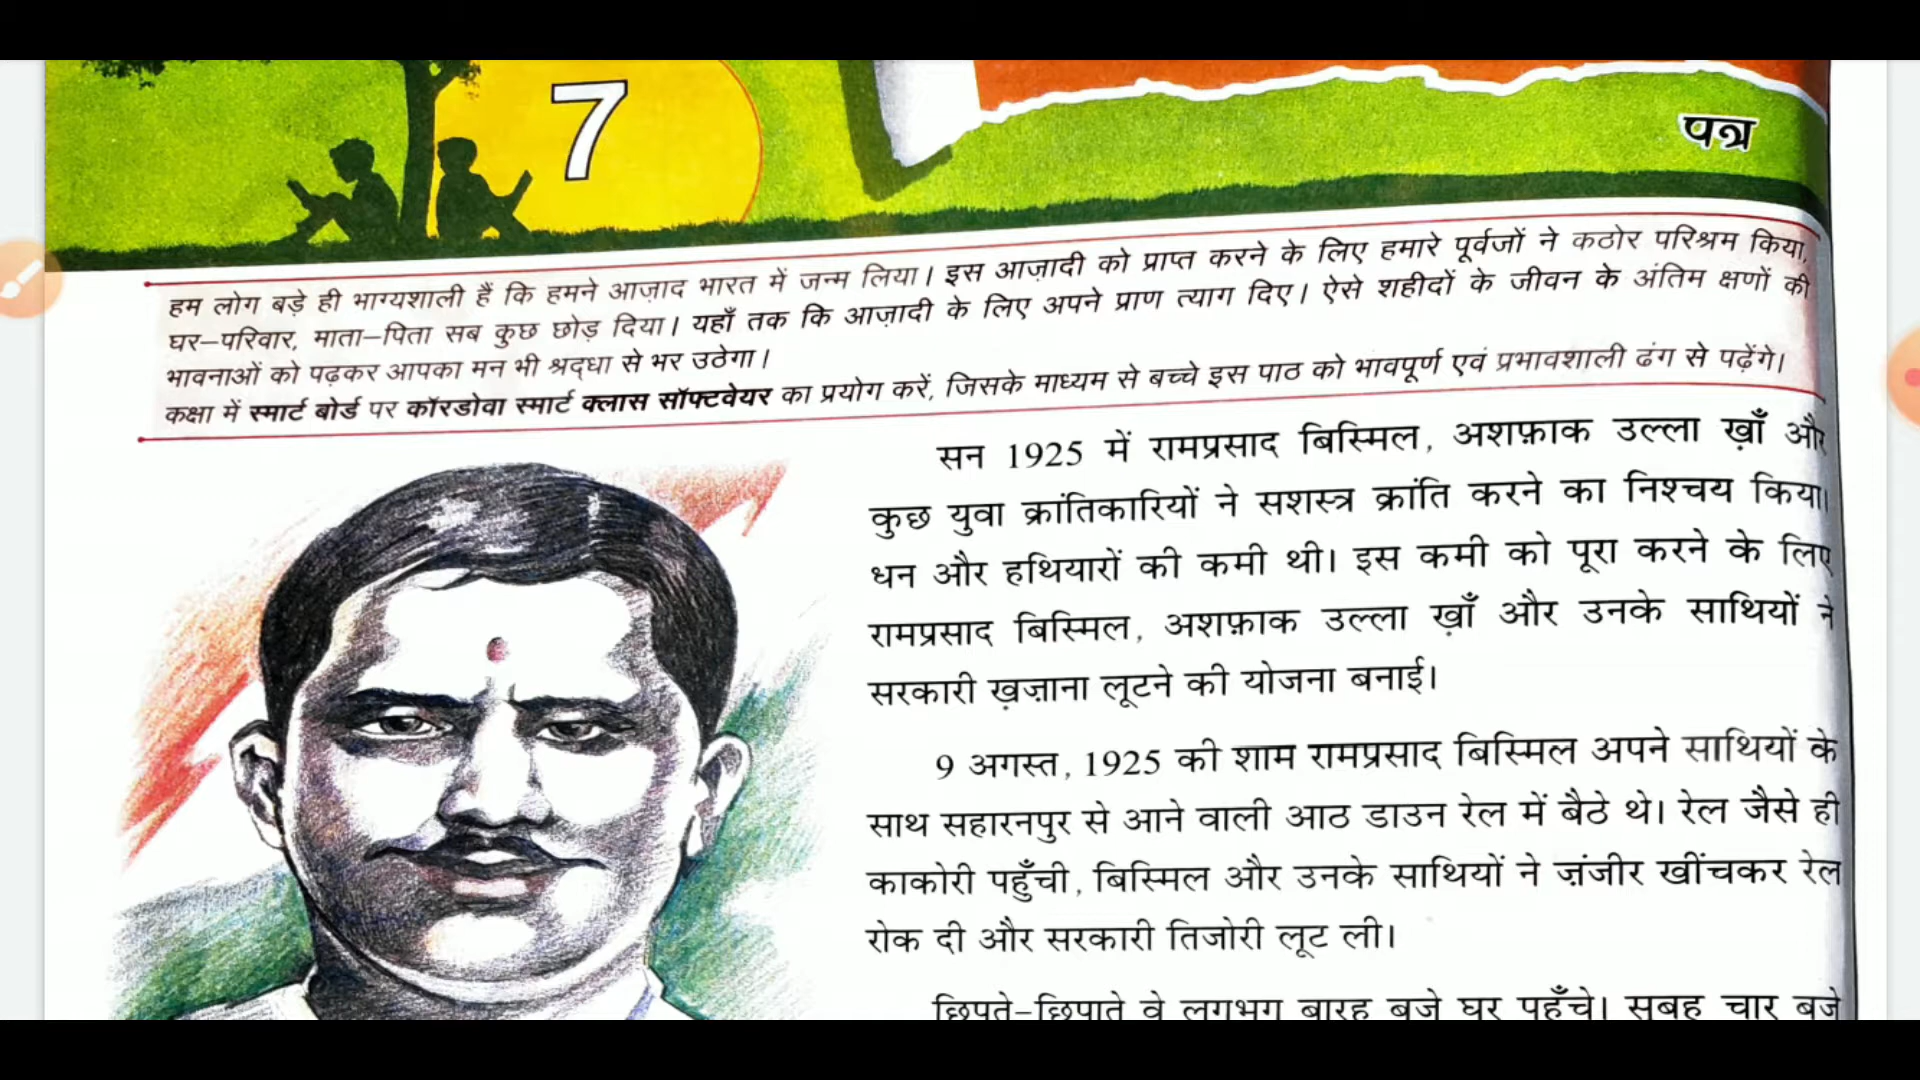 7
पत्र
हम लोग बड़े ही भाग्यशाली हैं कि हमने आज़ाद भारत में जन्म लिया। इस आज़ादी को प्राप्त करने के लिए हमारे पूर्वजों ने कठोर परिश्रम किया,
घर–परिवार, माता–पिता सब कुछ छोड़ दिया। यहाँ तक कि आज़ादी के लिए अपने प्राण त्याग दिए। ऐसे शहीदों के जीवन के अंतिम क्षणों की
भावनाओं को पढ़कर आपका मन भी श्रद्‌धा से भर उठेगा।
कक्षा में स्मार्ट बोर्ड पर कॉरडोवा स्मार्ट क्लास सॉफ्टवेयर का प्रयोग करें, जिसके माध्यम से बच्चे इस पाठ को भावपूर्ण एवं प्रभावशाली ढंग से पढ़ेंगे।
सन 1925 में रामप्रसाद बिस्मिल, अशफ़ाक उल्ला ख़ाँ और
कुछ युवा क्रांतिकारियों ने सशस्त्र क्रांति करने का निश्चय किया।
धन और हथियारों की कमी थी। इस कमी को पूरा करने के लिए
रामप्रसाद बिस्मिल, अशफ़ाक उल्ला ख़ाँ और उनके साथियों ने
सरकारी ख़ज़ाना लूटने की योजना बनाई।
9 अगस्त, 1925 की शाम रामप्रसाद बिस्मिल अपने साथियों के
साथ सहारनपुर से आने वाली आठ डाउन रेल में बैठे थे। रेल जैसे ही
काकोरी पहुँची, बिस्मिल और उनके साथियों ने ज़ंजीर खींचकर रेल
रोक दी और सरकारी तिजोरी लूट ली।
छिपते–छिपाते वे लगभग बारह बजे घर पहुँचे। सुबह चार बजे